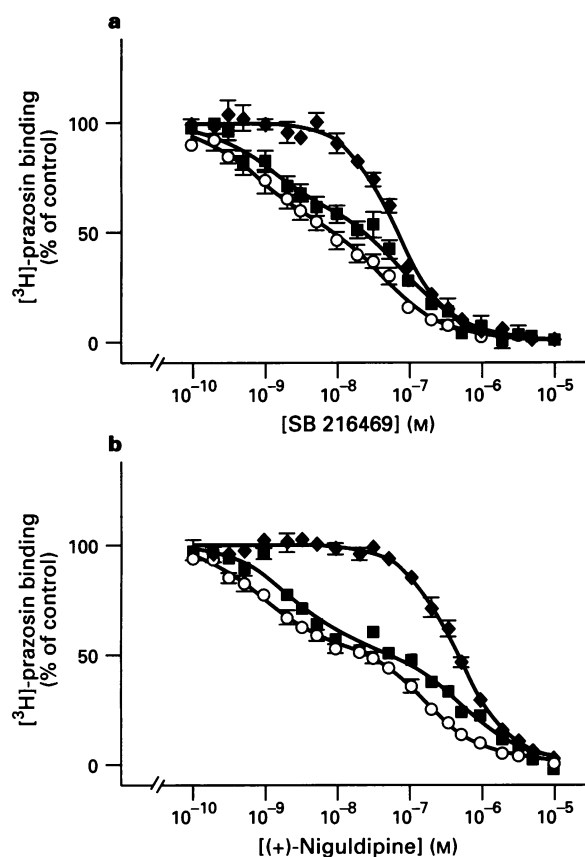 a
[³H]-prazosin binding
(% of control)
100
50
0
10⁻¹⁰ 10⁻⁹ 10⁻⁸ 10⁻⁷ 10⁻⁶ 10⁻⁵
[SB 216469] (M)
b
[³H]-prazosin binding
(% of control)
100
50
0
10⁻¹⁰ 10⁻⁹ 10⁻⁸ 10⁻⁷ 10⁻⁶ 10⁻⁵
[(+)-Niguldipine] (M)